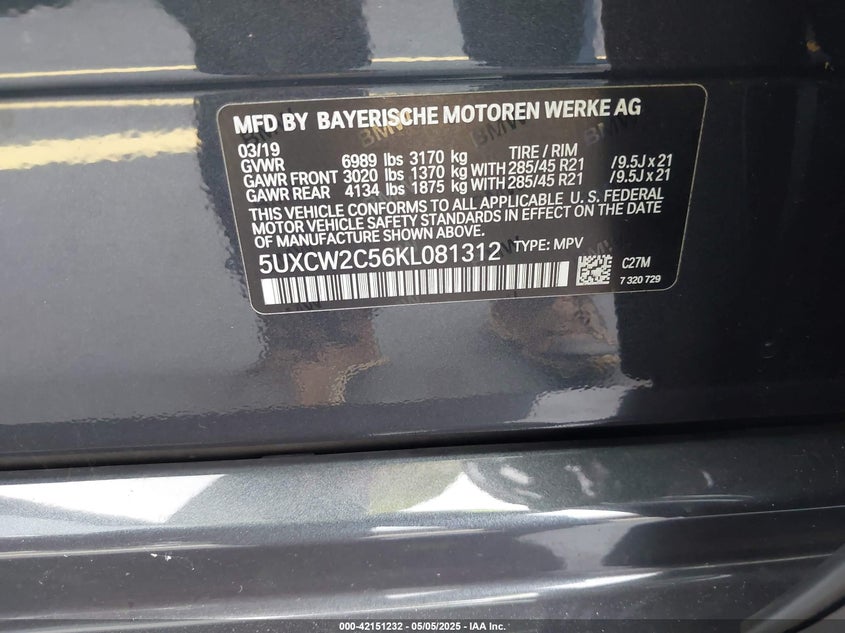 MFD BY BAYERISCHE MOTOREN WERKE AG
03/19 TIRE / RIM
GVWR 6989 lbs 3170 kg
GAWR FRONT 3020 lbs 1370 kg WITH 285/45 R21 /9.5J x 21
GAWR REAR 4134 lbs 1875 kg WITH 285/45 R21 /9.5J x 21
THIS VEHICLE CONFORMS TO ALL APPLICABLE U. S. FEDERAL
MOTOR VEHICLE SAFETY STANDARDS IN EFFECT ON THE DATE
OF MANUFACTURE SHOWN ABOVE.
5UXCW2C56KL081312 TYPE: MPV
C27M
7 320 729
000-42151232 - 05/05/2025 - IAA Inc.